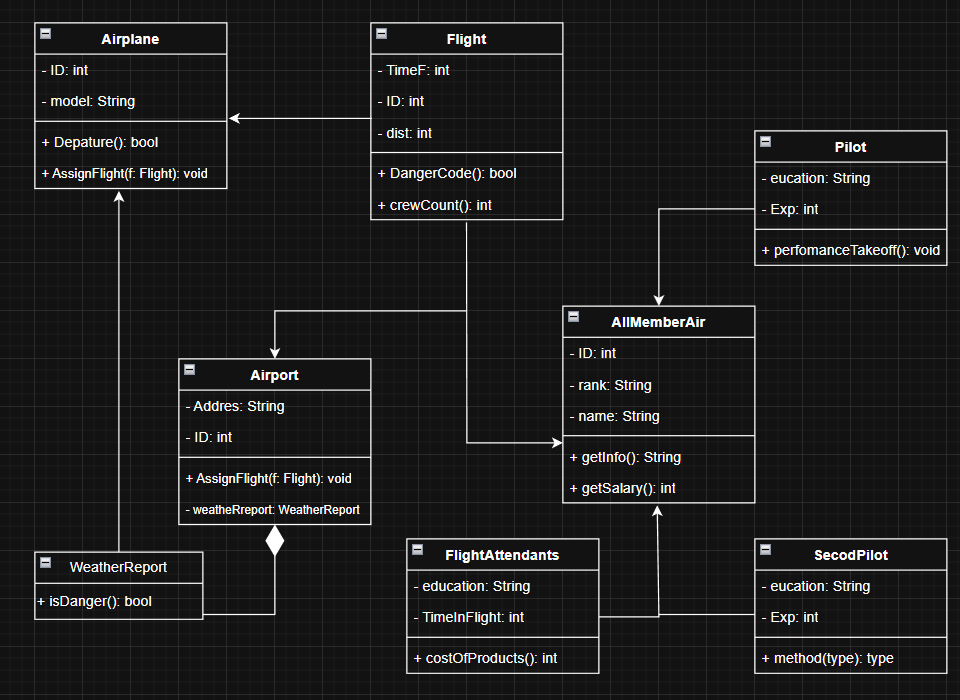 Airplane
- ID: int
- model: String
+ Depature(): bool
+ AssignFlight(f: Flight): void
Flight
- TimeF: int
- ID: int
- dist: int
+ DangerCode(): bool
+ crewCount(): int
Pilot
- eucation: String
- Exp: int
+ perfomanceTakeoff(): void
AllMemberAir
- ID: int
- rank: String
- name: String
+ getInfo(): String
+ getSalary(): int
Airport
- Addres: String
- ID: int
+ AssignFlight(f: Flight): void
- weatheRreport: WeatherReport
WeatherReport
+ isDanger(): bool
FlightAttendants
- education: String
- TimeInFlight: int
+ costOfProducts(): int
SecodPilot
- eucation: String
- Exp: int
+ method(type): type